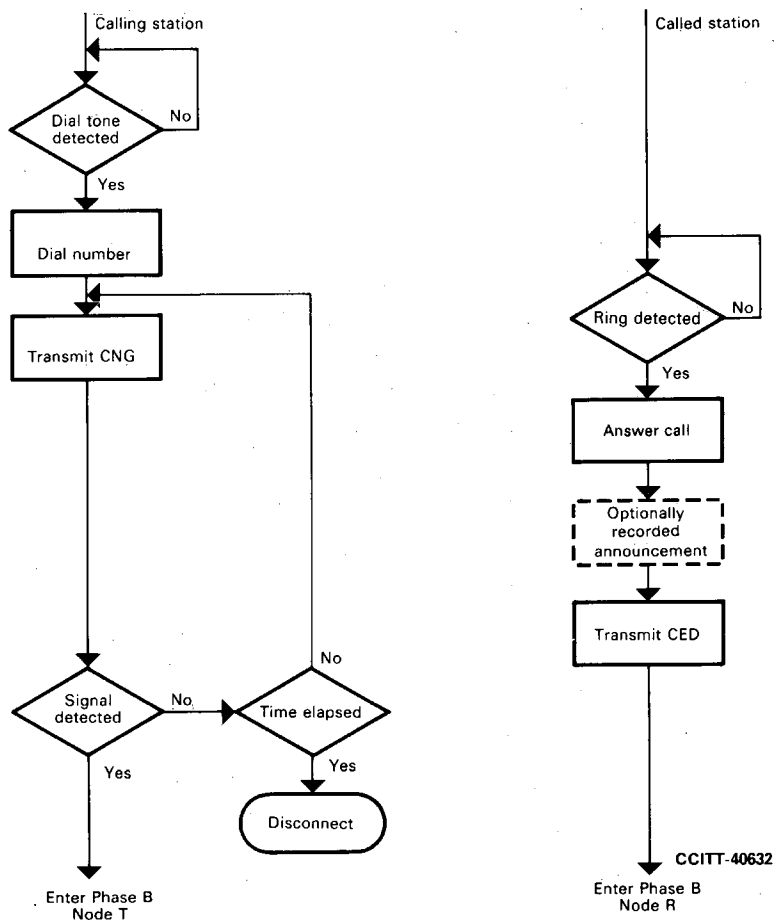 Calling station
Dial tone
detected
No
Yes
Dial number
Transmit CNG
No
Signal
detected
No
Time elapsed
Yes
Yes
Disconnect
Enter Phase B
Node T
Called station
Ring detected
No
Yes
Answer call
Optionally
recorded
announcement
Transmit CED
CCITT-40632
Enter Phase B
Node R